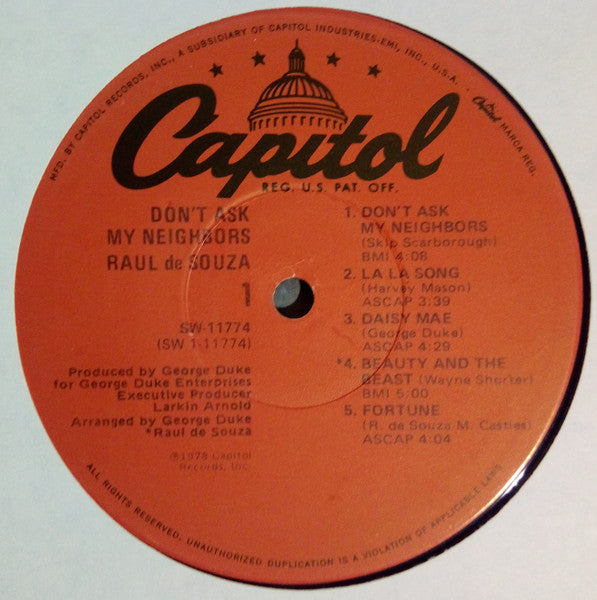 MFD. BY CAPITOL RECORDS, INC., A SUBSIDIARY OF CAPITOL INDUSTRIES-EMI, INC., U.S.A. • Capitol MARCA REG.
Capitol
REG. U.S. PAT. OFF.
DON'T ASK
MY NEIGHBORS
RAUL de SOUZA
1
SW-11774
(SW 1-11774)
Produced by George Duke
for George Duke Enterprises
Executive Producer
Larkin Arnold
Arranged by George Duke
*Raul de Souza
℗1978 Capitol
Records, Inc.
1. DON'T ASK
MY NEIGHBORS
(Skip Scarborough)
BMI 4:08
2. LA LA SONG
(Harvey Mason)
ASCAP 3:39
3. DAISY MAE
(George Duke)
ASCAP 4:29
*4. BEAUTY AND THE
BEAST (Wayne Shorter)
BMI 5:00
5. FORTUNE
(R. de Souza M. Castles)
ASCAP 4:04
ALL RIGHTS RESERVED. UNAUTHORIZED DUPLICATION IS A VIOLATION OF APPLICABLE LAWS